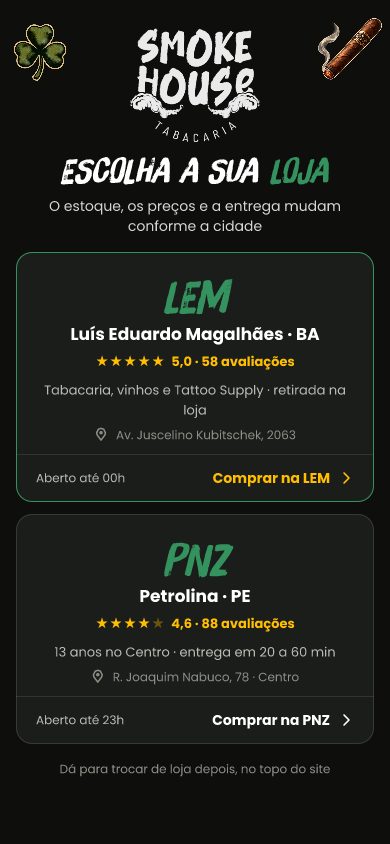 SMOKE
HOUSE
TABACARIA
ESCOLHA A SUA LOJA
O estoque, os preços e a entrega mudam
conforme a cidade
LEM
Luís Eduardo Magalhães · BA
★★★★★ 5,0 · 58 avaliações
Tabacaria, vinhos e Tattoo Supply · retirada na
loja
Av. Juscelino Kubitschek, 2063
Aberto até 00h
Comprar na LEM
PNZ
Petrolina · PE
★★★★★ 4,6 · 88 avaliações
13 anos no Centro · entrega em 20 a 60 min
R. Joaquim Nabuco, 78 · Centro
Aberto até 23h
Comprar na PNZ
Dá para trocar de loja depois, no topo do site